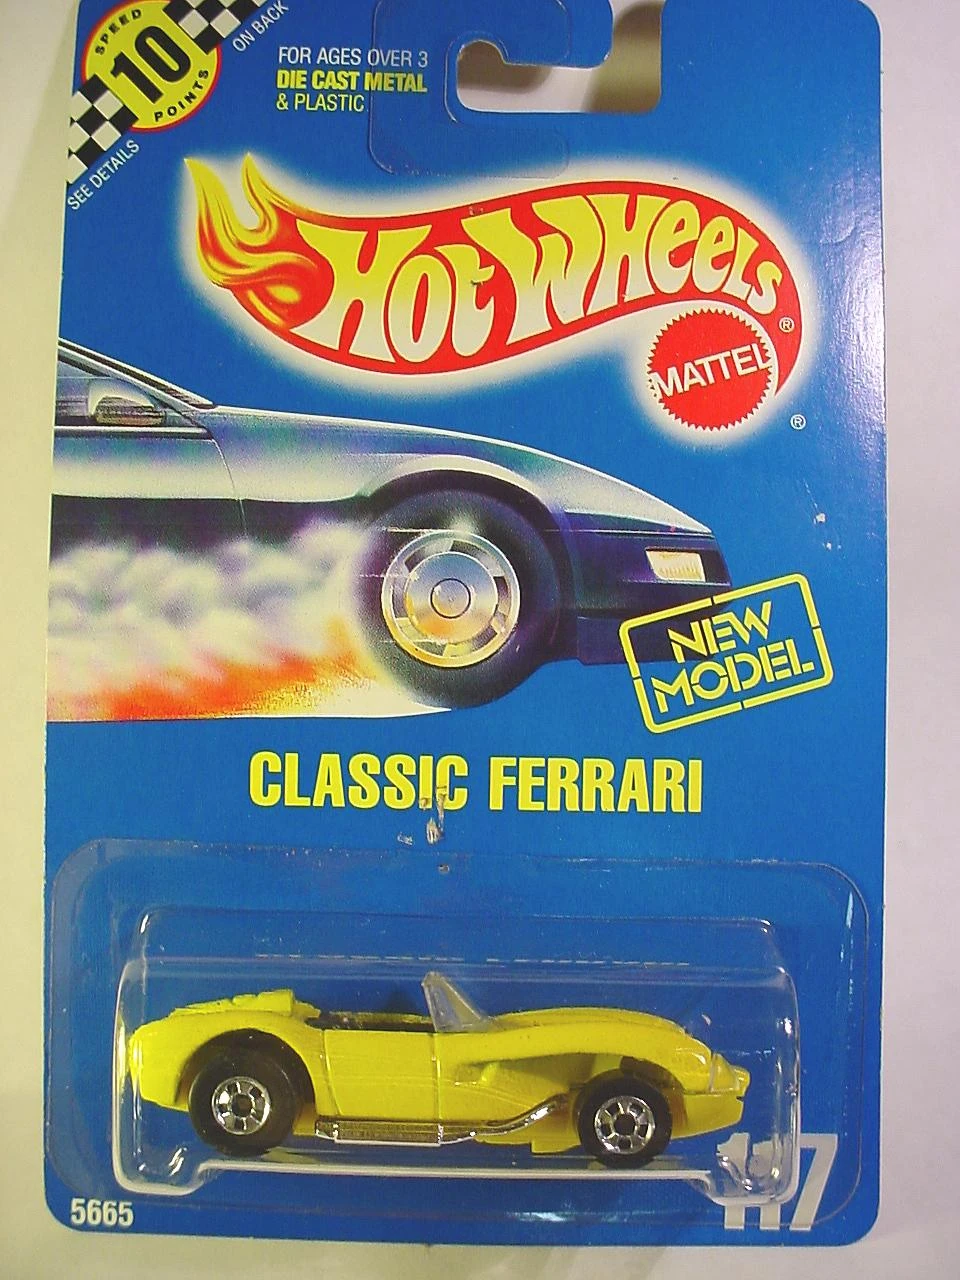 SPEED
10
POINTS
ON BACK
SEE DETAILS
FOR AGES OVER 3
DIE CAST METAL
& PLASTIC
HOT WHEELS ®
MATTEL
®
NEW
MODEL
CLASSIC FERRARI
5665
117